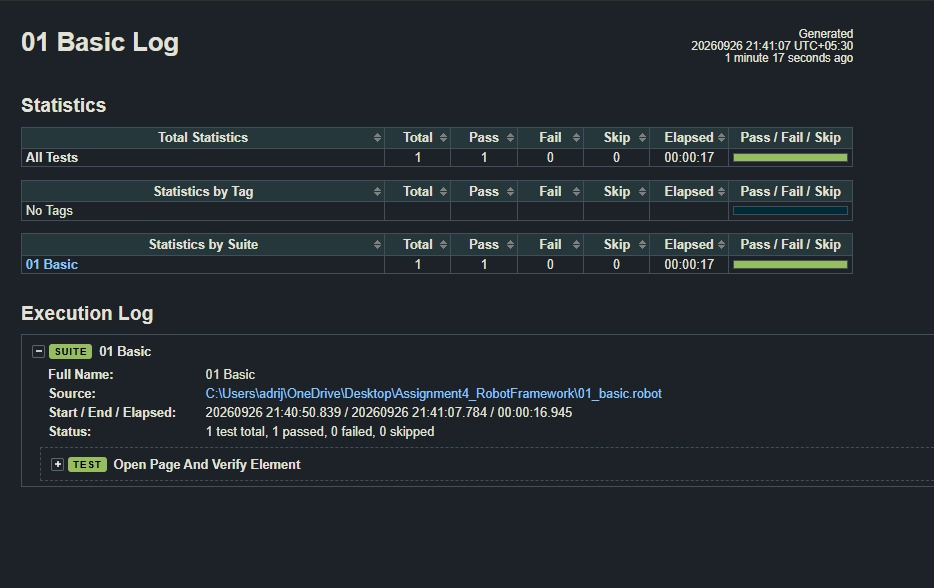 01 Basic Log
Generated
20260926 21:41:07 UTC+05:30
1 minute 17 seconds ago
Statistics
Total Statistics Total Pass Fail Skip Elapsed Pass / Fail / Skip
All Tests 1 1 0 0 00:00:17
Statistics by Tag Total Pass Fail Skip Elapsed Pass / Fail / Skip
No Tags
Statistics by Suite Total Pass Fail Skip Elapsed Pass / Fail / Skip
01 Basic 1 1 0 0 00:00:17
Execution Log
SUITE 01 Basic
Full Name: 01 Basic
Source: C:\Users\adrij\OneDrive\Desktop\Assignment4_RobotFramework\01_basic.robot
Start / End / Elapsed: 20260926 21:40:50.839 / 20260926 21:41:07.784 / 00:00:16.945
Status: 1 test total, 1 passed, 0 failed, 0 skipped
TEST Open Page And Verify Element